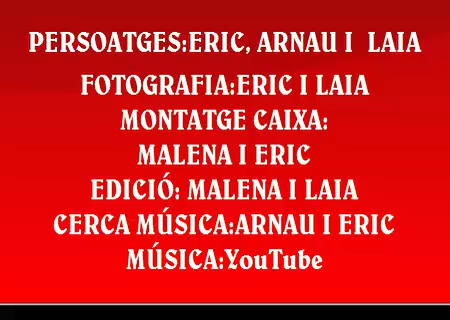 PERSOATGES:ERIC, ARNAU I  LAIA
FOTOGRAFIA:ERIC I LAIA
MONTATGE CAIXA:
MALENA I ERIC
EDICIÓ: MALENA I LAIA
CERCA MÚSICA:ARNAU I ERIC
MÚSICA:YouTube